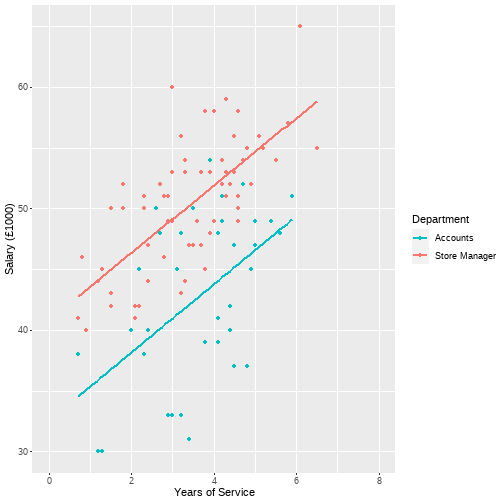 60
50
40
30
Salary (£1000)
0 2 4 6 8
Years of Service
Department
Accounts
Store Manager